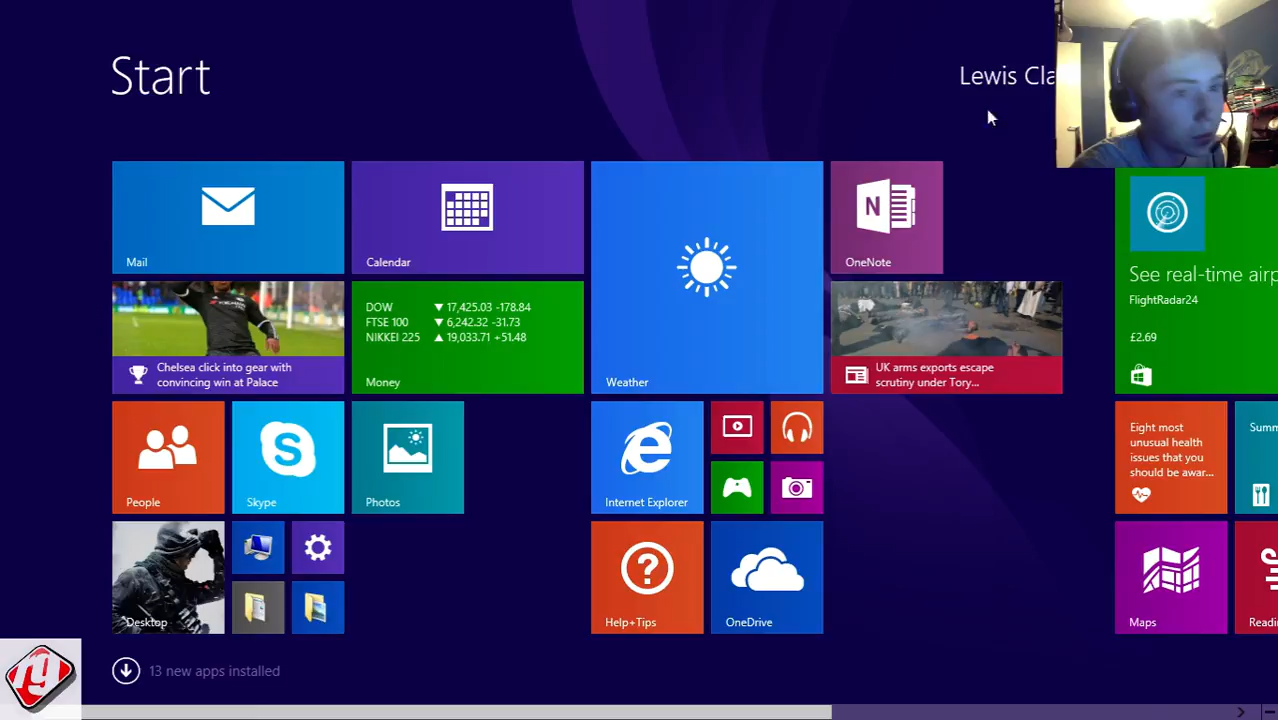 Start
Lewis Cla
Mail
Calendar
Weather
N
OneNote
See real-time airp
FlightRadar24
£2.69
Chelsea click into gear with
convincing win at Palace
DOW ▼ 17,425.03 -178.84
FTSE 100 ▼ 6,242.32 -31.73
NIKKEI 225 ▲ 19,033.71 +51.48
Money
UK arms exports escape
scrutiny under Tory...
People
S
Skype
Photos
Internet Explorer
Eight most
unusual health
issues that you
should be awar...
Summ
Desktop
?
Help+Tips
OneDrive
Maps
Readi
13 new apps installed
ry